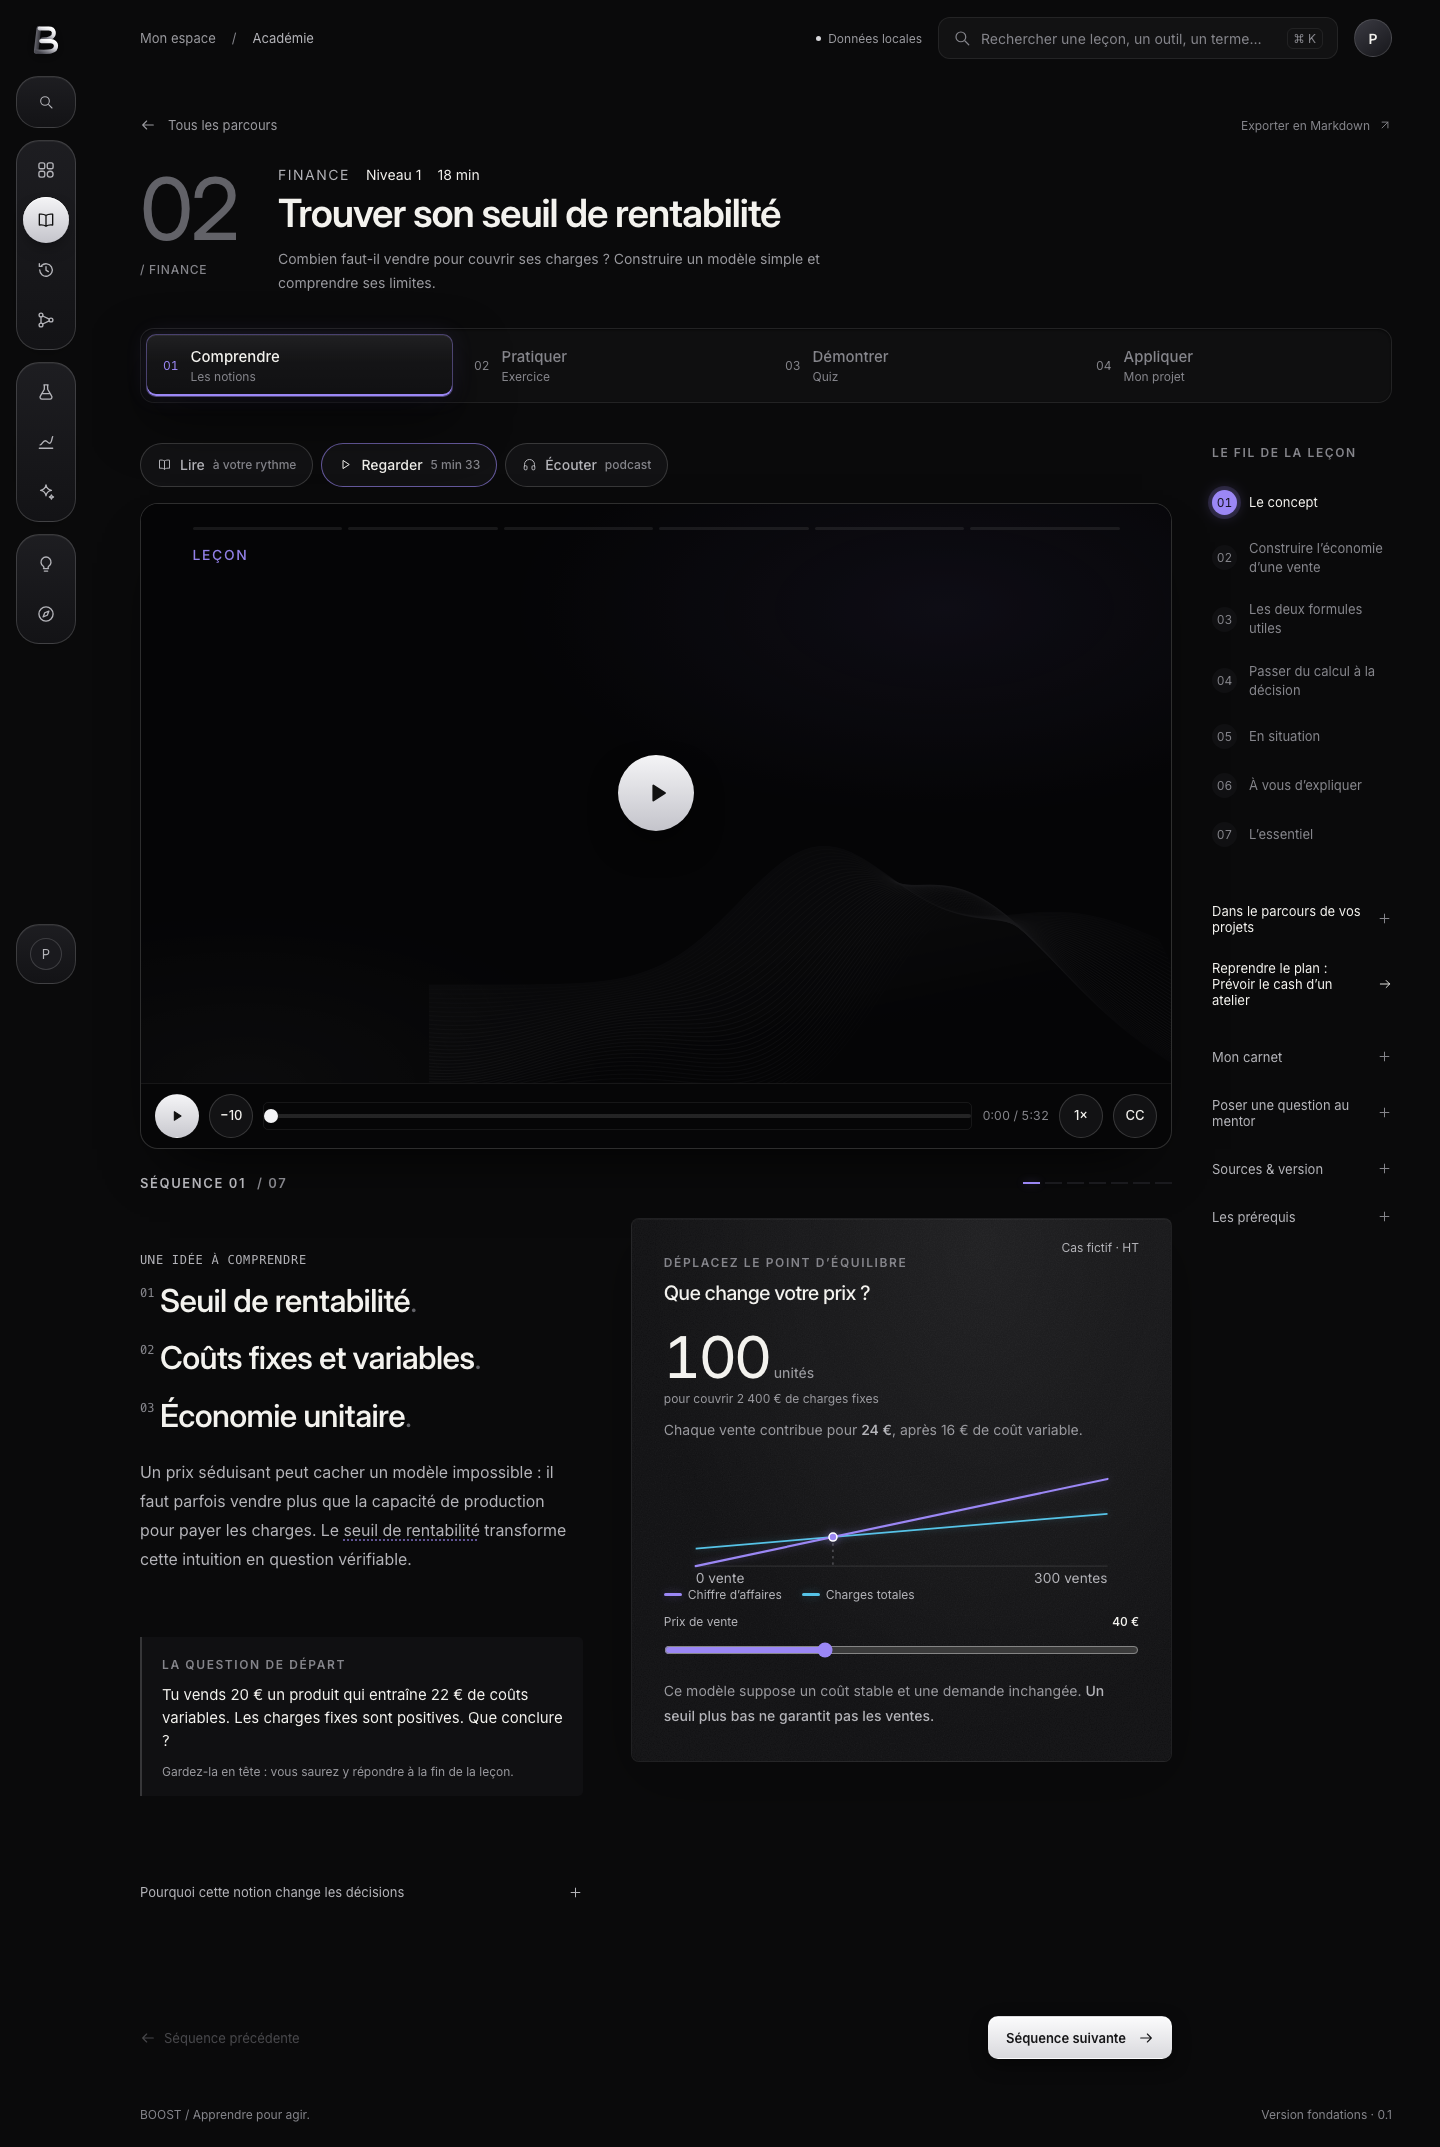 B
Mon espace / Académie
Données locales
Rechercher une leçon, un outil, un terme...
⌘ K
P
Tous les parcours
Exporter en Markdown
02
/ FINANCE
FINANCE Niveau 1 18 min
Trouver son seuil de rentabilité
Combien faut-il vendre pour couvrir ses charges ? Construire un modèle simple et
comprendre ses limites.
01 Comprendre
Les notions
02 Pratiquer
Exercice
03 Démontrer
Quiz
04 Appliquer
Mon projet
Lire à votre rythme
Regarder 5 min 33
Écouter podcast
LEÇON
−10
0:00 / 5:32
1×
CC
LE FIL DE LA LEÇON
01 Le concept
02 Construire l’économie
d’une vente
03 Les deux formules
utiles
04 Passer du calcul à la
décision
05 En situation
06 À vous d’expliquer
07 L’essentiel
Dans le parcours de vos
projets
Reprendre le plan :
Prévoir le cash d’un
atelier
Mon carnet
Poser une question au
mentor
Sources & version
Les prérequis
P
SÉQUENCE 01 / 07
UNE IDÉE À COMPRENDRE
01 Seuil de rentabilité.
02 Coûts fixes et variables.
03 Économie unitaire.
Un prix séduisant peut cacher un modèle impossible : il
faut parfois vendre plus que la capacité de production
pour payer les charges. Le seuil de rentabilité transforme
cette intuition en question vérifiable.
LA QUESTION DE DÉPART
Tu vends 20 € un produit qui entraîne 22 € de coûts
variables. Les charges fixes sont positives. Que conclure
?
Gardez-la en tête : vous saurez y répondre à la fin de la leçon.
Pourquoi cette notion change les décisions
Cas fictif · HT
DÉPLACEZ LE POINT D’ÉQUILIBRE
Que change votre prix ?
100 unités
pour couvrir 2 400 € de charges fixes
Chaque vente contribue pour 24 €, après 16 € de coût variable.
0 vente
300 ventes
Chiffre d’affaires
Charges totales
Prix de vente
40 €
Ce modèle suppose un coût stable et une demande inchangée. Un
seuil plus bas ne garantit pas les ventes.
Séquence précédente
Séquence suivante
BOOST / Apprendre pour agir.
Version fondations · 0.1